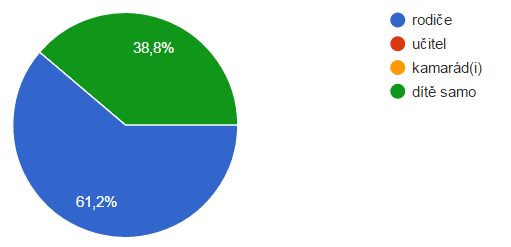 38,8%
61,2%
rodiče
učitel
kamarád(i)
dítě samo